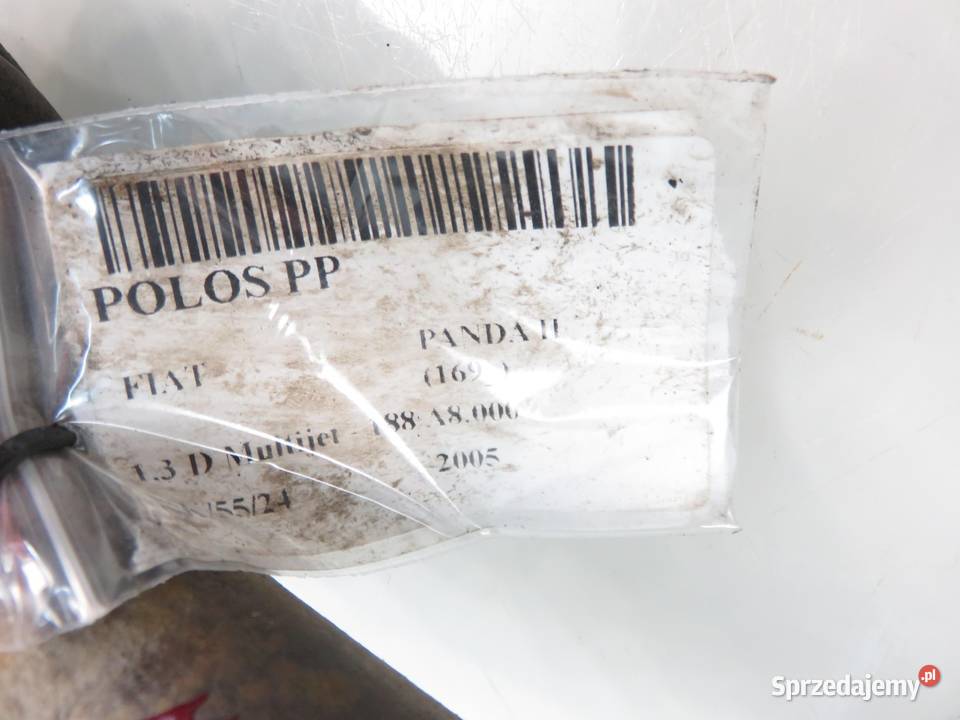 POLOS PP
FIAT PANDA II
(169_)
1.3 D Multijet 188 A8.000
2005
/55/24
Sprzedajemy.pl